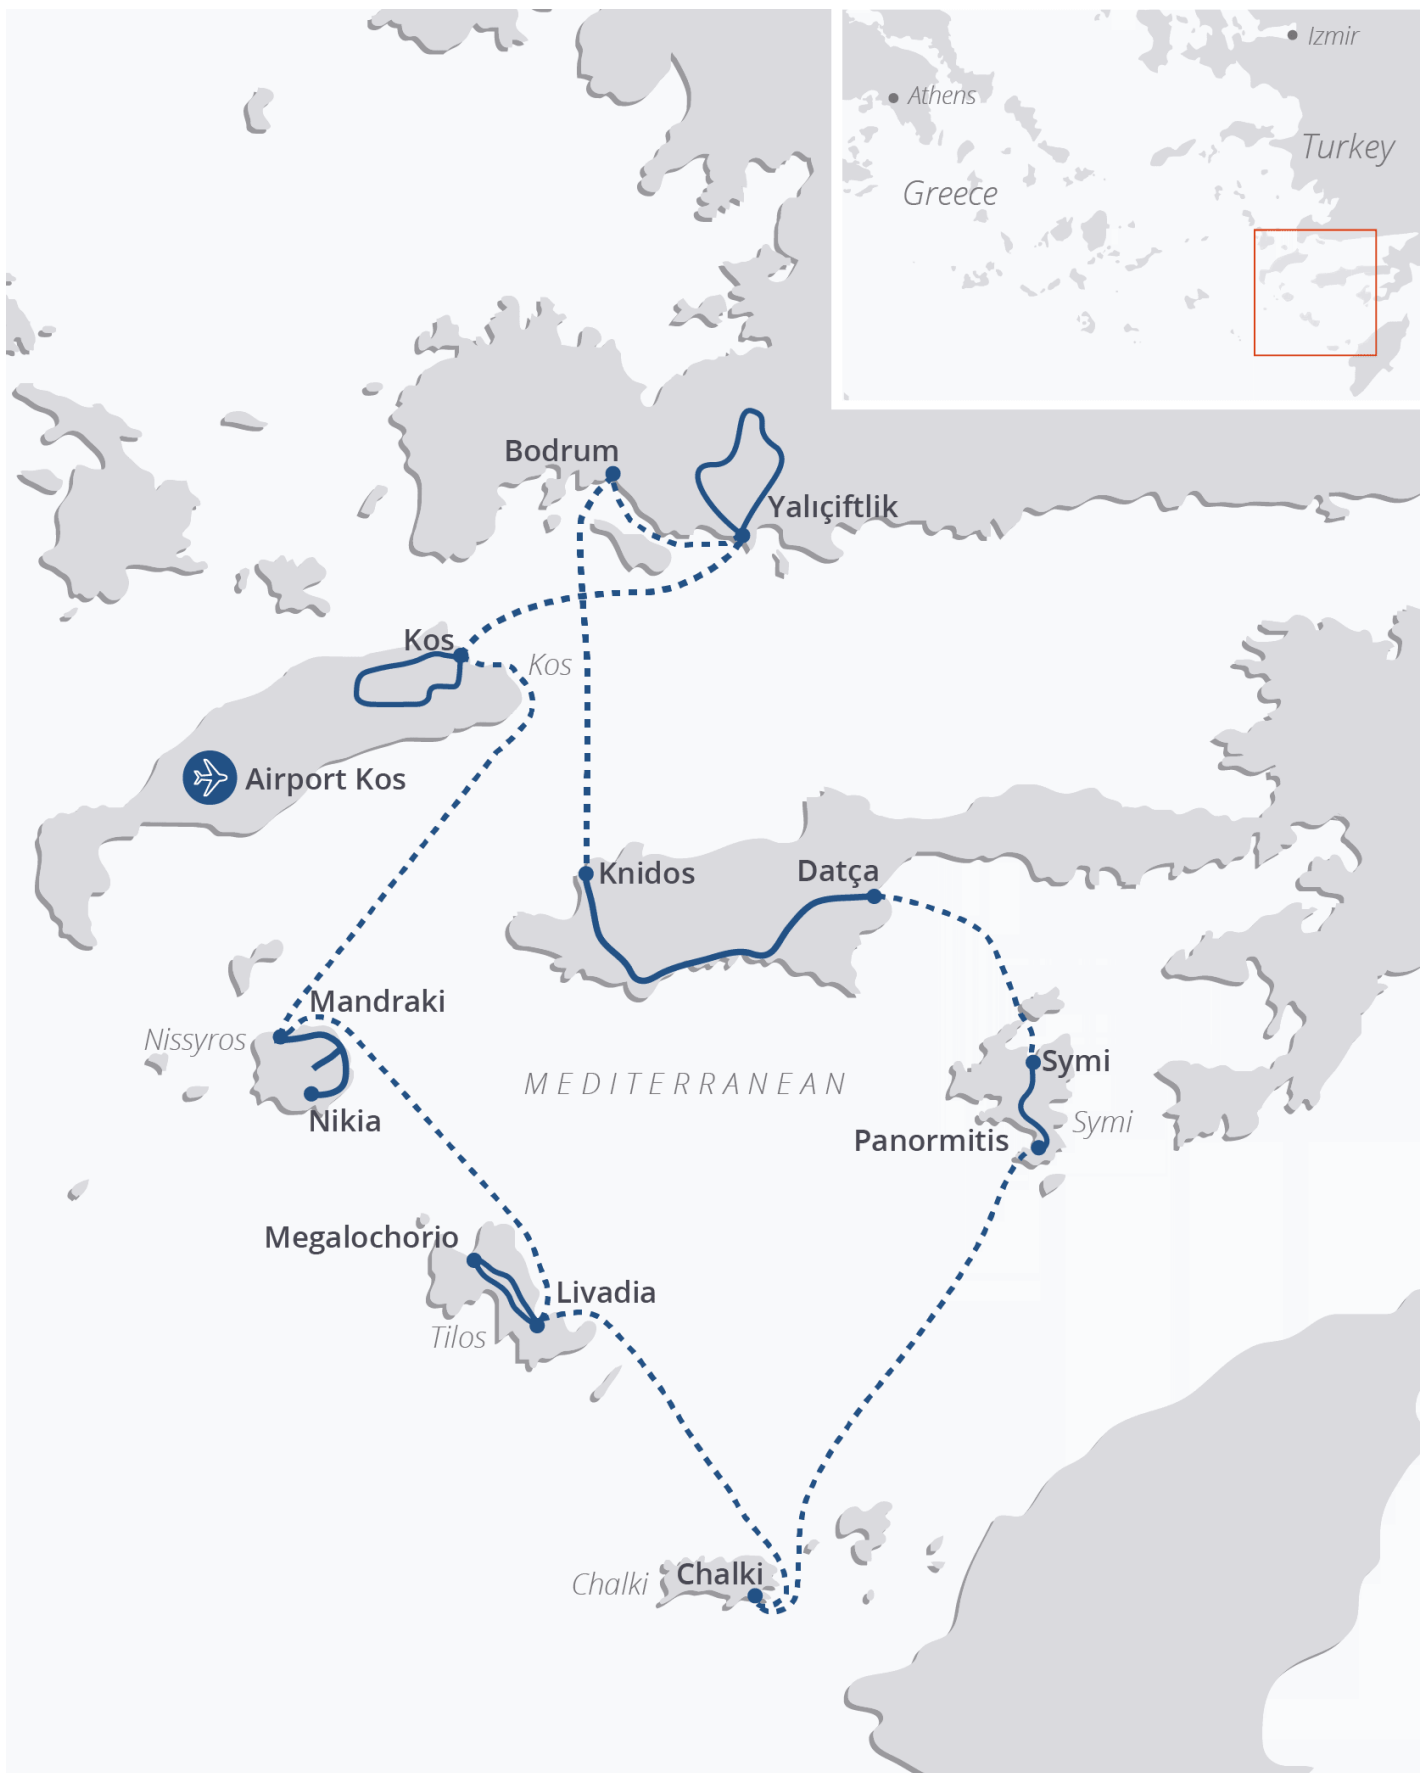 Izmir
Athens
Turkey
Greece
Bodrum
Yalıçiftlik
Kos
Kos
Airport Kos
Knidos
Datça
Mandraki
Nissyros
Symi
MEDITERRANEAN
Nikia
Symi
Panormitis
Megalochorio
Livadia
Tilos
Chalki
Chalki